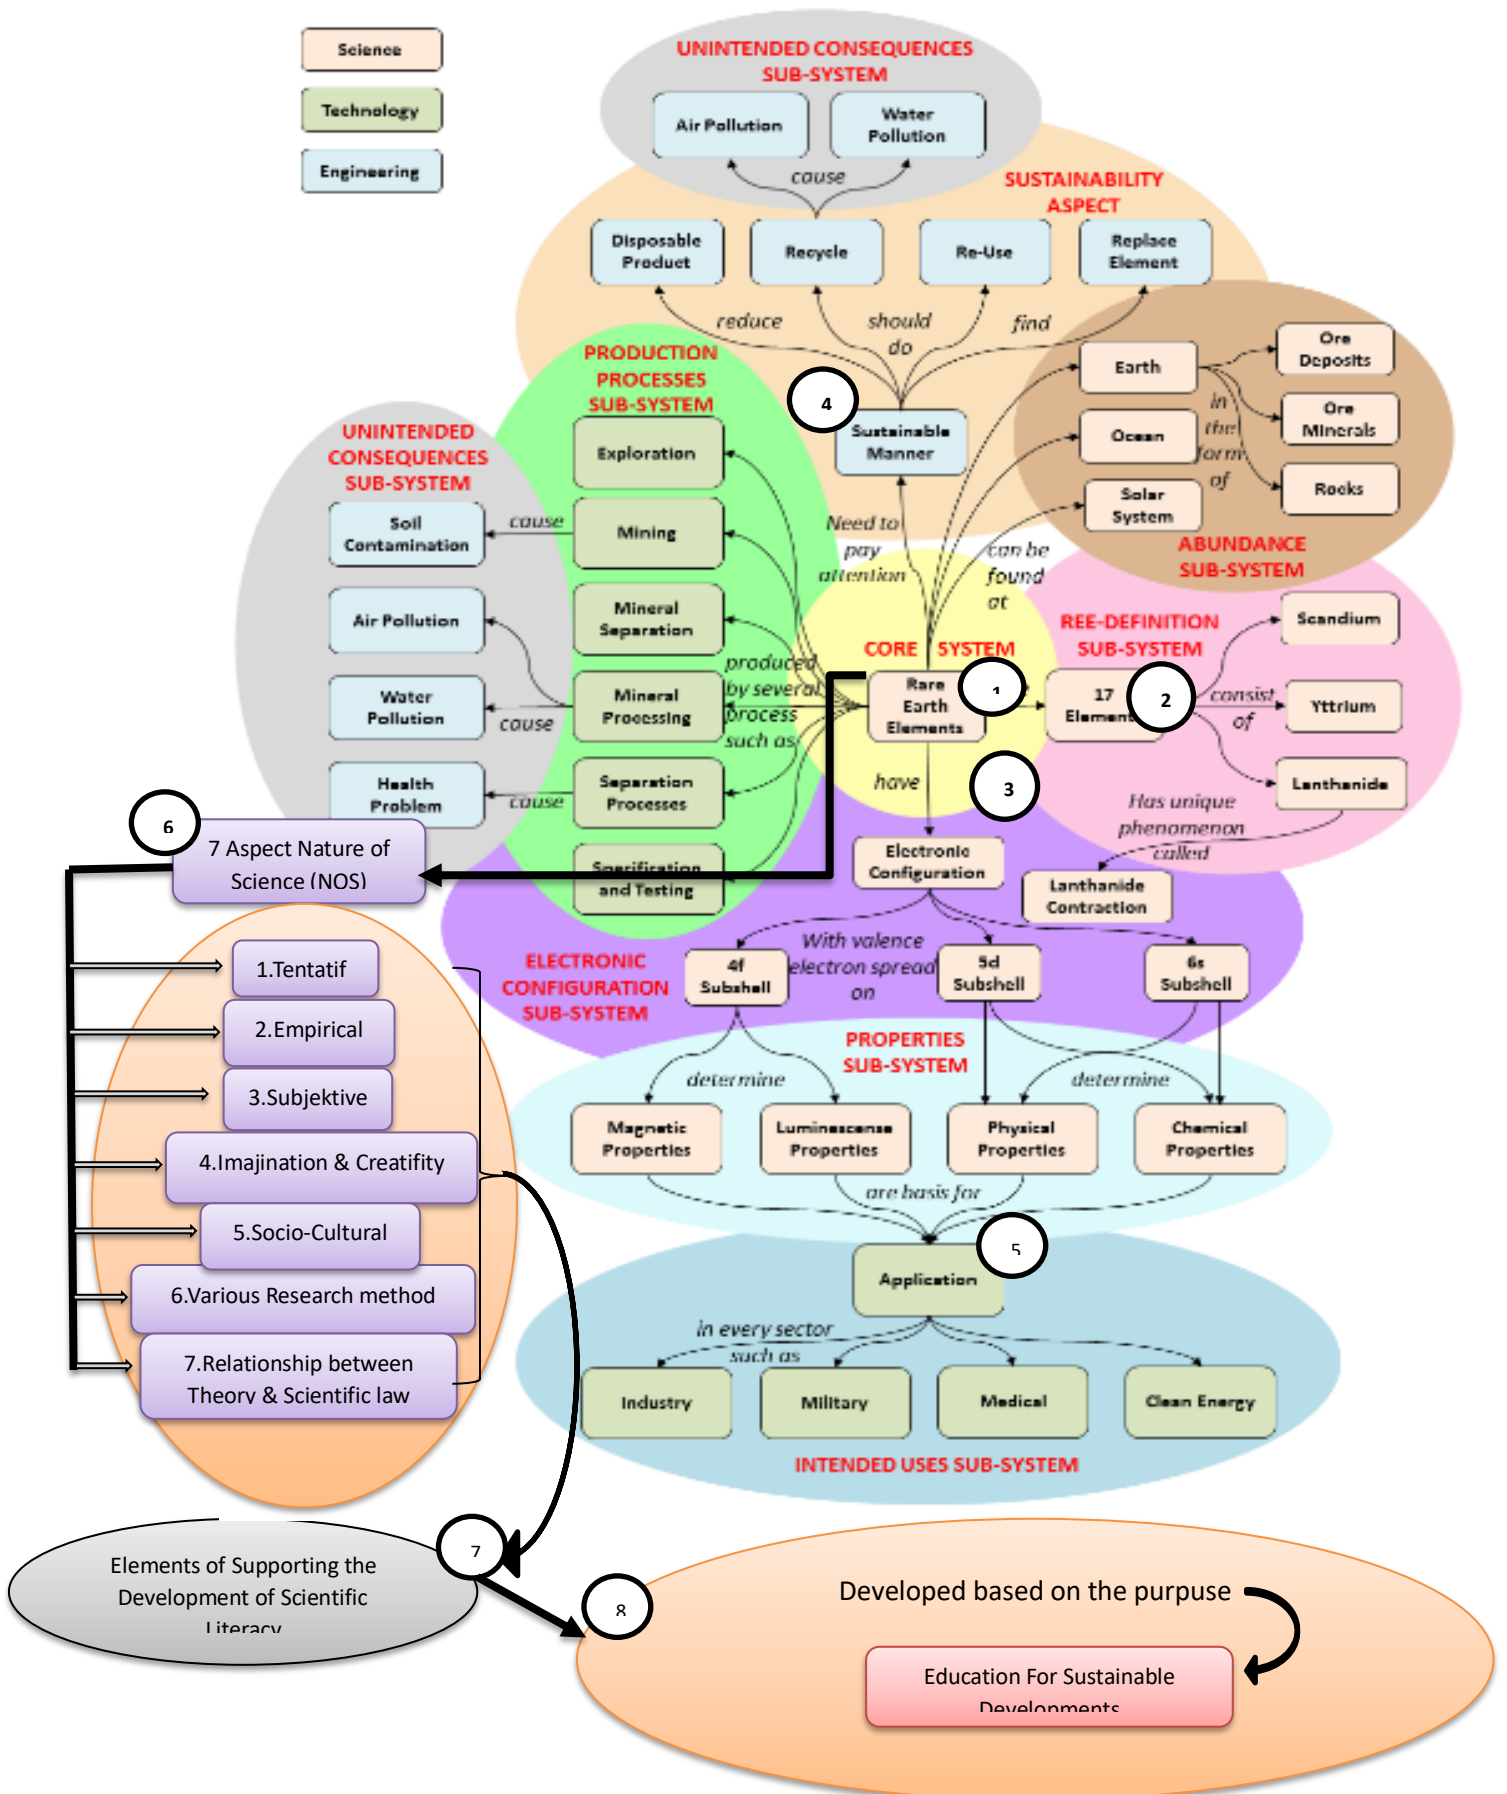 Science
Technology
Engineering
UNINTENDED CONSEQUENCES
SUB-SYSTEM
Air Pollution
Water
Pollution
cause
SUSTAINABILITY
ASPECT
Disposable
Product
Recycle
Re-Use
Replace
Element
reduce
should
do
find
PRODUCTION
PROCESSES
SUB-SYSTEM
Earth
Ocean
Solar
System
in
the
form
of
Ore
Deposits
Ore
Minerals
Rocks
ABUNDANCE
SUB-SYSTEM
4
Sustainable
Manner
Need to
pay
attention
can be
found
at
UNINTENDED
CONSEQUENCES
SUB-SYSTEM
Soil
Contamination
Air Pollution
Water
Pollution
Health
Problem
cause
cause
cause
Exploration
Mining
Mineral
Separation
Mineral
Processing
Separation
Processes
Specification
and Testing
produced
by several
process
such as
CORE SYSTEM
Rare
Earth
Elements
1
REE-DEFINITION
SUB-SYSTEM
17
Element
2
consist
of
Scandium
Yttrium
Lanthanide
Has unique
phenomenon
called
Lanthanide
Contraction
have
3
Electronic
Configuration
ELECTRONIC
CONFIGURATION
SUB-SYSTEM
With valence
electron spread
on
4f
Subshell
5d
Subshell
6s
Subshell
PROPERTIES
SUB-SYSTEM
determine
determine
Magnetic
Properties
Luminescense
Properties
Physical
Properties
Chemical
Properties
are basis for
5
Application
in every sector
such as
Industry
Military
Medical
Clean Energy
INTENDED USES SUB-SYSTEM
6
7 Aspect Nature of
Science (NOS)
1.Tentatif
2.Empirical
3.Subjektive
4.Imajination & Creatifity
5.Socio-Cultural
6.Various Research method
7.Relationship between
Theory & Scientific law
7
Elements of Supporting the
Development of Scientific
Literacy
8
Developed based on the purpuse
Education For Sustainable
Developments